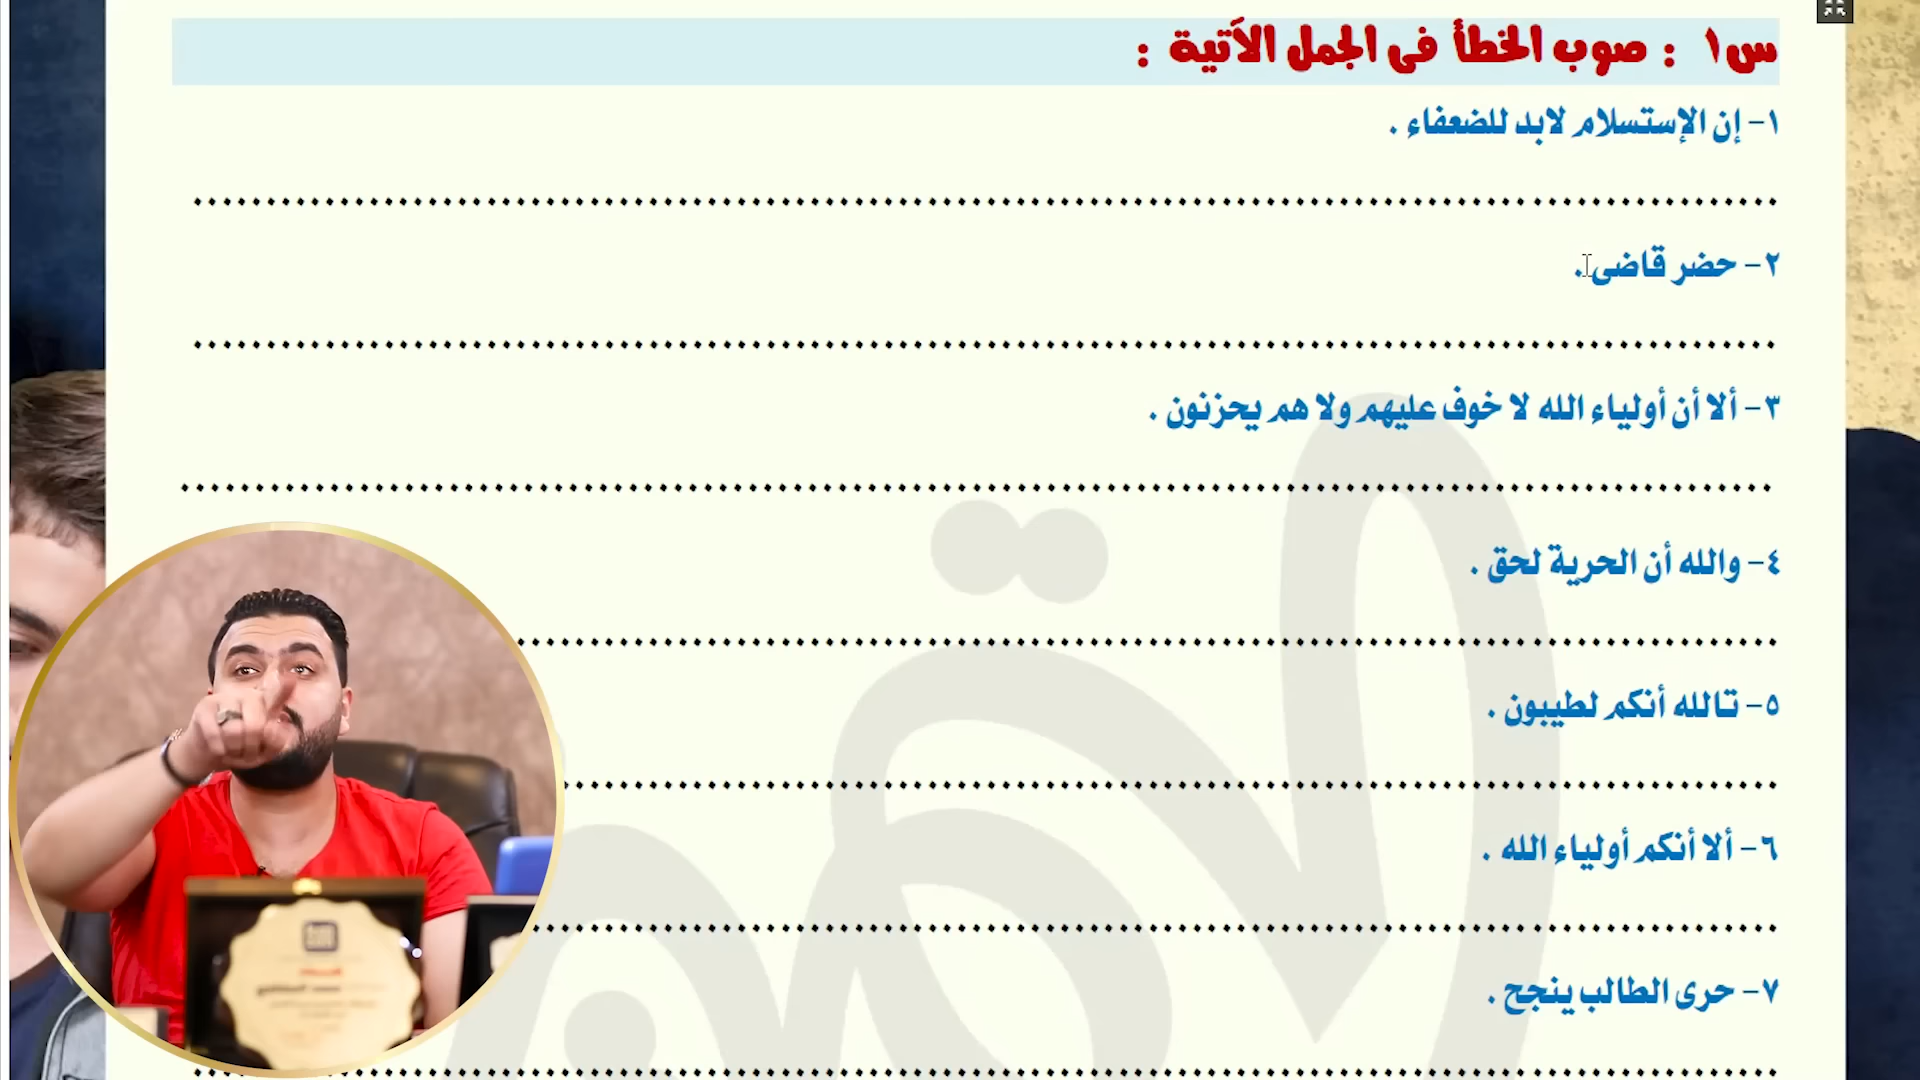 س١ : صوب الخطأ فى الجمل الآتية :
١- إن الإستسلام لابد للضعفاء .
٢- حضر قاضى .
٣- ألا أن أولياء الله لا خوف عليهم ولا هم يحزنون .
٤- والله أن الحرية لحق .
٥- تالله أنكم لطيبون .
٦- ألا أنكم أولياء الله .
٧- حرى الطالب ينجح .